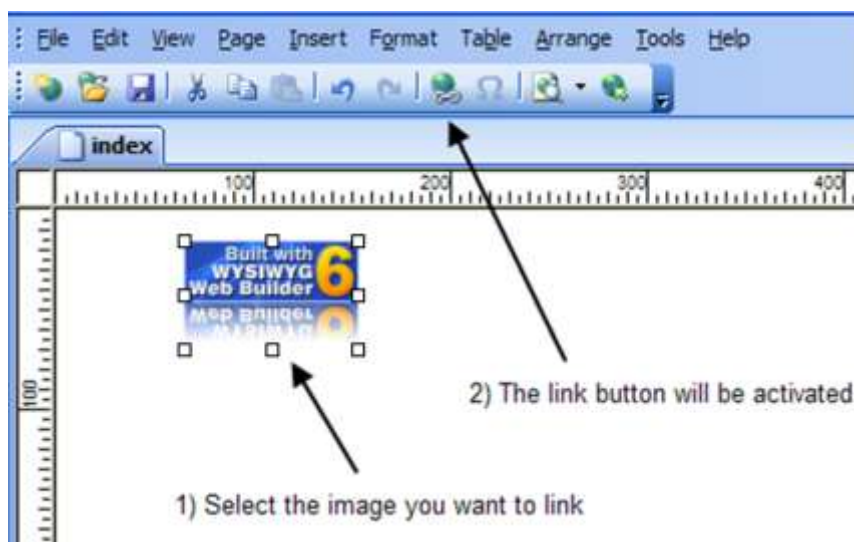 File Edit View Page Insert Format Table Arrange Tools Help
index
100 200 300 400
Built with
WYSIWYG
Web Builder
6
100
2) The link button will be activated
1) Select the image you want to link